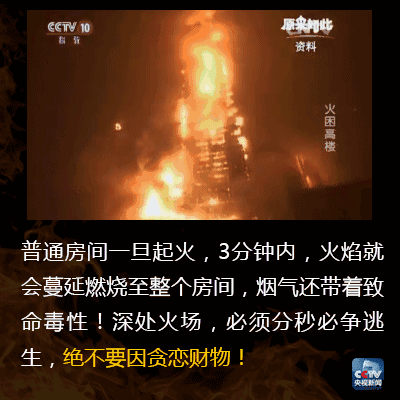 CCTV 10
科教
原来如此
资料
火困高楼
普通房间一旦起火，3分钟内，火焰就
会蔓延燃烧至整个房间，烟气还带着致
命毒性！深处火场，必须分秒必争逃
生，绝不要因贪恋财物！
CCTV
央视新闻